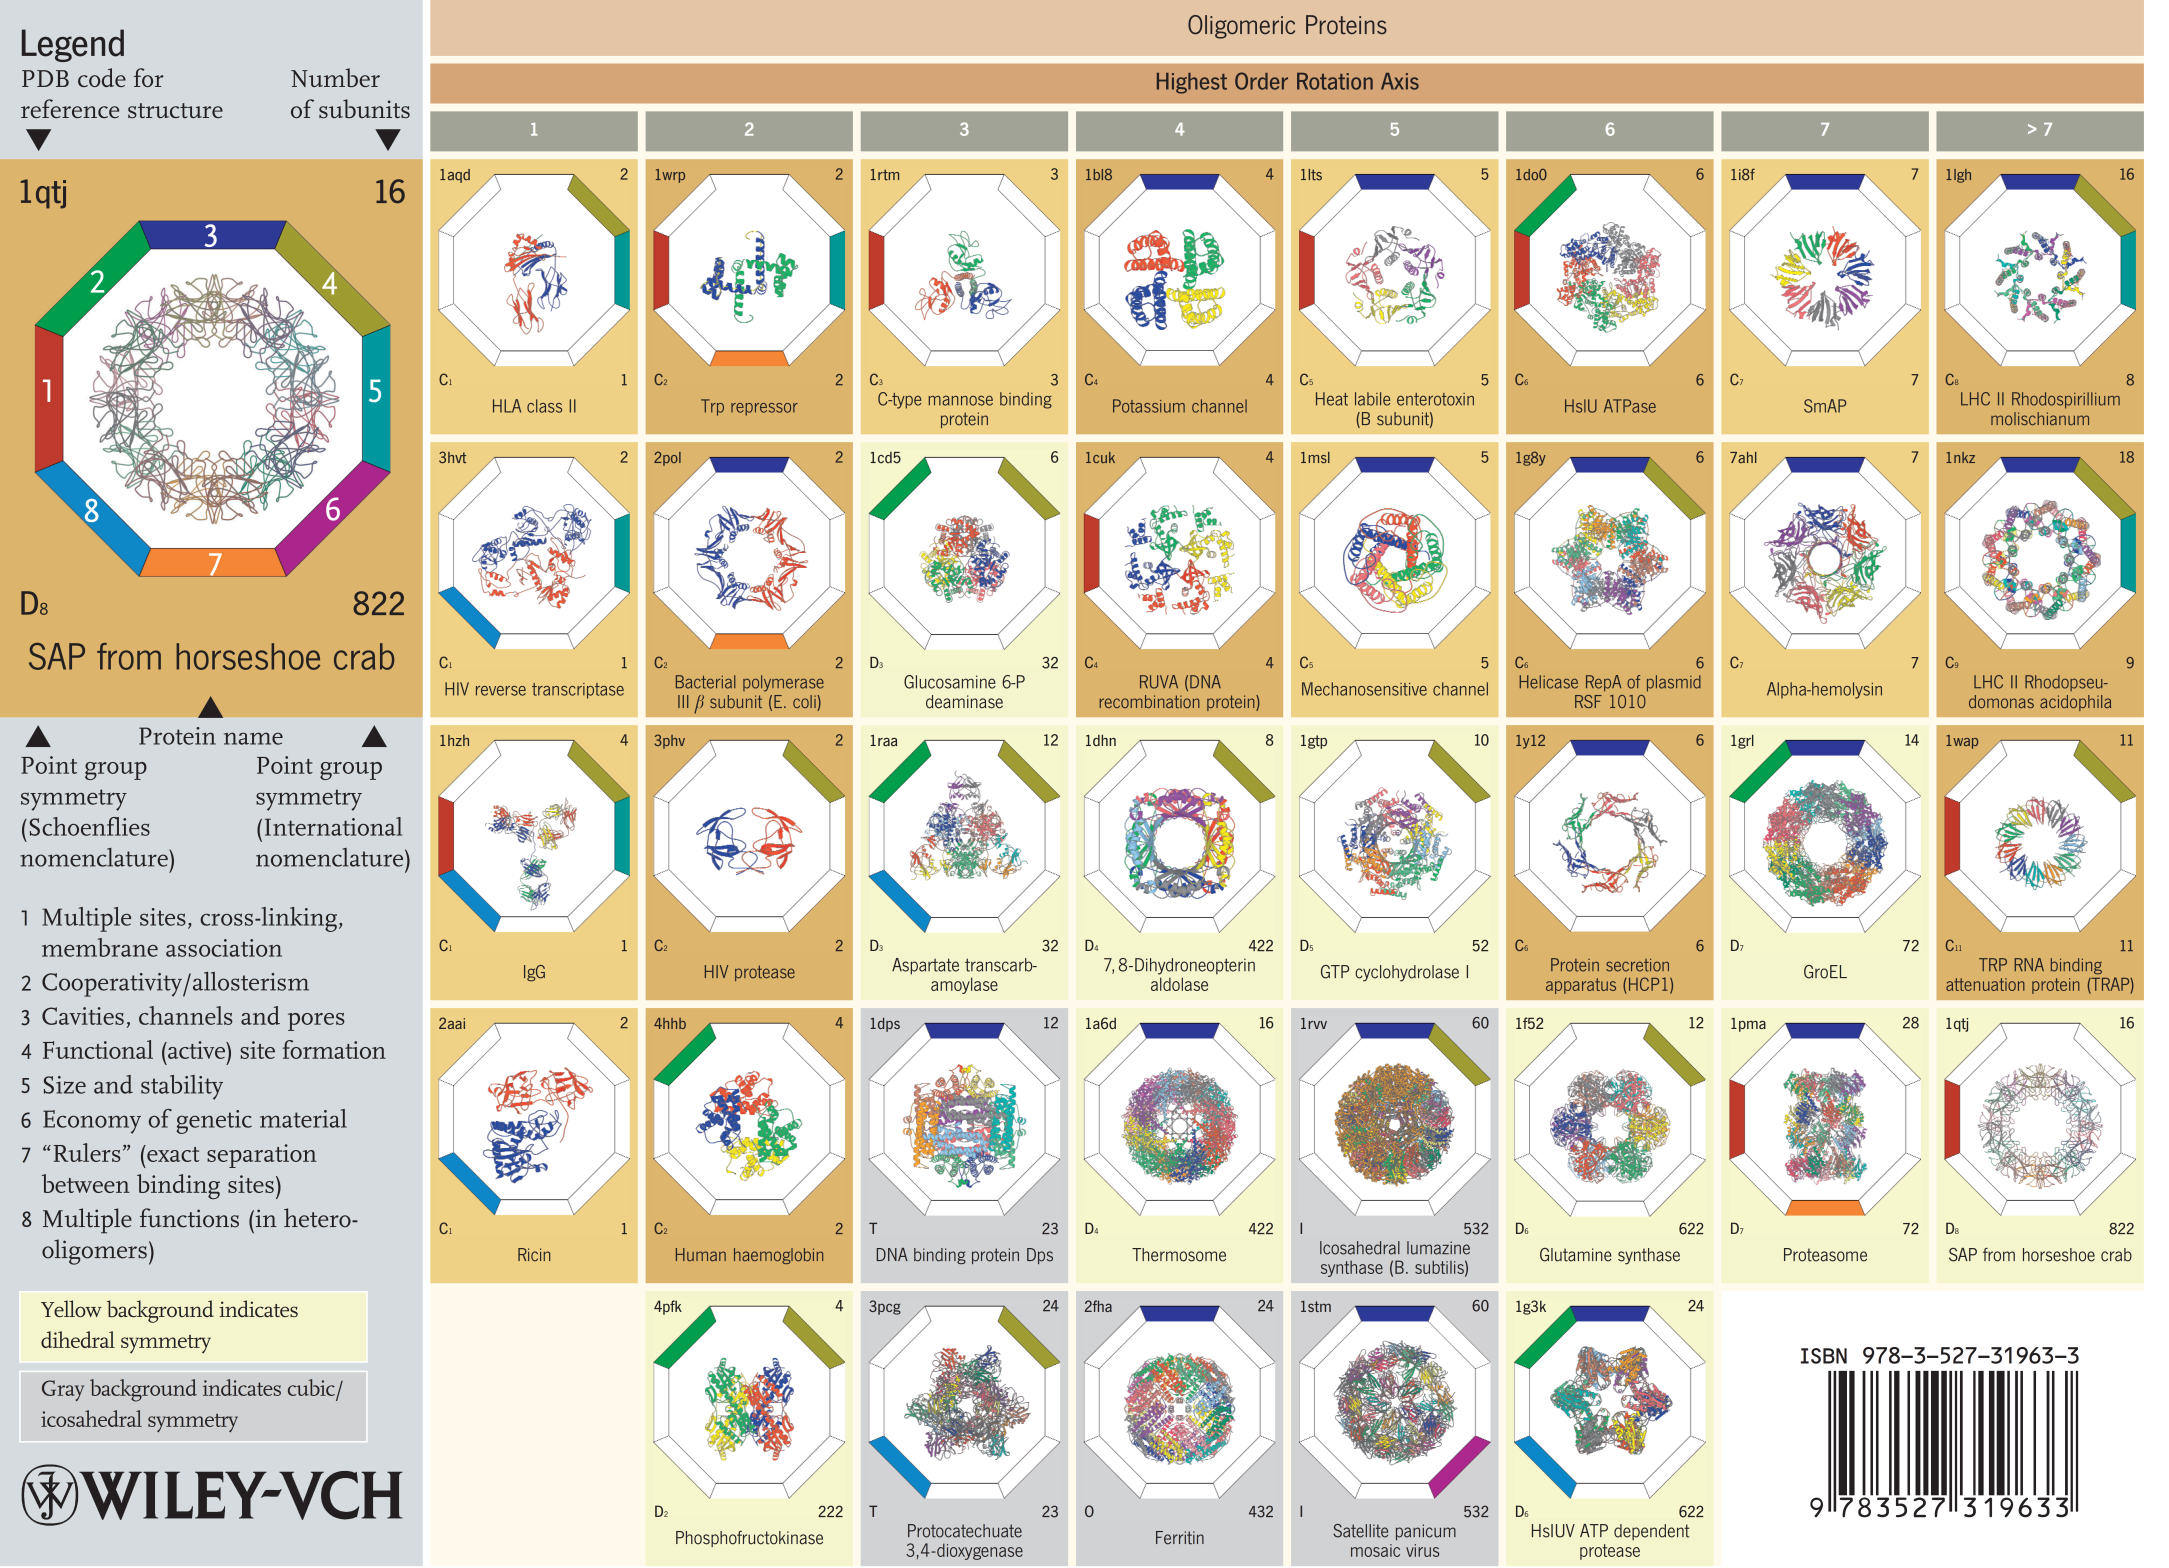 Legend
PDB code for
reference structure
Number
of subunits
1qtj
16
3
2
4
1
5
8
6
7
D8
822
SAP from horseshoe crab
Protein name
Point group
symmetry
(Schoenflies
nomenclature)
Point group
symmetry
(International
nomenclature)
1 Multiple sites, cross-linking,
membrane association
2 Cooperativity/allosterism
3 Cavities, channels and pores
4 Functional (active) site formation
5 Size and stability
6 Economy of genetic material
7 “Rulers” (exact separation
between binding sites)
8 Multiple functions (in hetero-
oligomers)
Yellow background indicates
dihedral symmetry
Gray background indicates cubic/
icosahedral symmetry
WILEY-VCH
Oligomeric Proteins
Highest Order Rotation Axis
1 2 3 4 5 6 7 > 7
1aqd 2
C1 1
HLA class II
1wrp 2
C2 2
Trp repressor
1rtm 3
C3 3
C-type mannose binding
protein
1bl8 4
C4 4
Potassium channel
1lts 5
C5 5
Heat labile enterotoxin
(B subunit)
1do0 6
C6 6
HslU ATPase
1i8f 7
C7 7
SmAP
1lgh 16
C8 8
LHC II Rhodospirillium
molischianum
3hvt 2
C1 1
HIV reverse transcriptase
2pol 2
C2 2
Bacterial polymerase
III β subunit (E. coli)
1cd5 6
D3 32
Glucosamine 6-P
deaminase
1cuk 4
C4 4
RUVA (DNA
recombination protein)
1msl 5
C5 5
Mechanosensitive channel
1g8y 6
C6 6
Helicase RepA of plasmid
RSF 1010
7ahl 7
C7 7
Alpha-hemolysin
1nkz 18
C9 9
LHC II Rhodopseu-
domonas acidophila
1hzh 4
C1 1
IgG
3phv 2
C2 2
HIV protease
1raa 12
D3 32
Aspartate transcarb-
amoylase
1dhn 8
D4 422
7,8-Dihydroneopterin
aldolase
1gtp 10
D5 52
GTP cyclohydrolase I
1y12 6
C6 6
Protein secretion
apparatus (HCP1)
1grl 14
D7 72
GroEL
1wap 11
C11 11
TRP RNA binding
attenuation protein (TRAP)
2aai 2
C1 1
Ricin
4hhb 4
C2 2
Human haemoglobin
1dps 12
T 23
DNA binding protein Dps
1a6d 16
D4 422
Thermosome
1rvv 60
I 532
Icosahedral lumazine
synthase (B. subtilis)
1f52 12
D6 622
Glutamine synthase
1pma 28
D7 72
Proteasome
1qtj 16
D8 822
SAP from horseshoe crab
4pfk 4
D2 222
Phosphofructokinase
3pcg 24
T 23
Protocatechuate
3,4-dioxygenase
2fha 24
O 432
Ferritin
1stm 60
I 532
Satellite panicum
mosaic virus
1g3k 24
D6 622
HslUV ATP dependent
protease
ISBN 978-3-527-31963-3
9 783527 319633